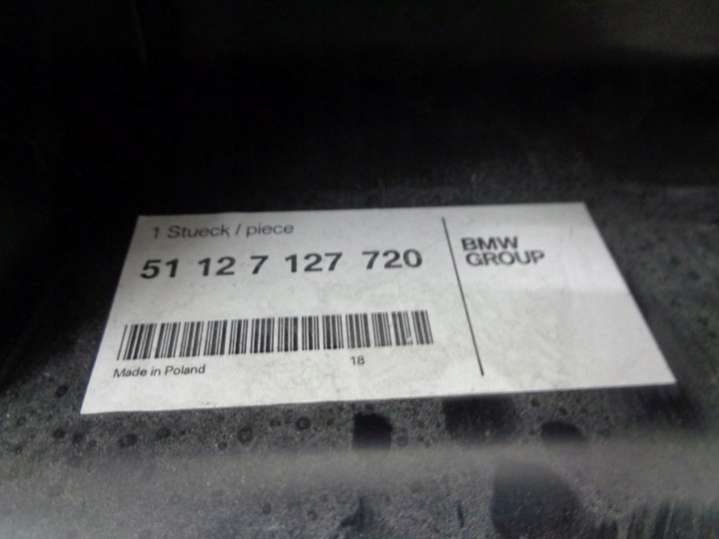 1 Stueck / piece
51 12 7 127 720
BMW
GROUP
Made in Poland
18